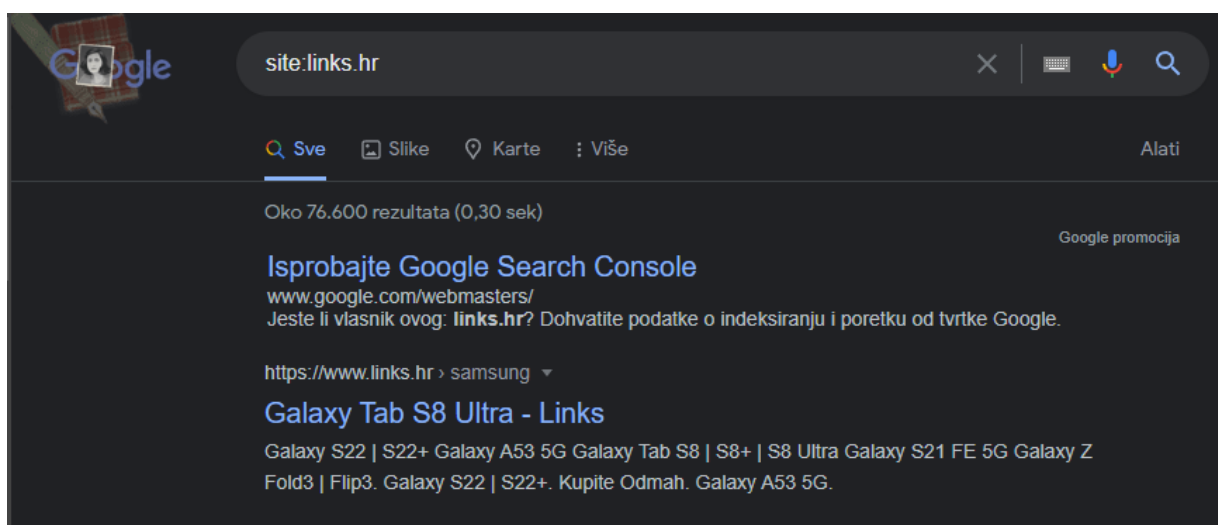 Google
site:links.hr
Sve Slike Karte Više Alati
Oko 76.600 rezultata (0,30 sek)
Google promocija
Isprobajte Google Search Console
www.google.com/webmasters/
Jeste li vlasnik ovog: links.hr? Dohvatite podatke o indeksiranju i poretku od tvrtke Google.
https://www.links.hr › samsung
Galaxy Tab S8 Ultra - Links
Galaxy S22 | S22+ Galaxy A53 5G Galaxy Tab S8 | S8+ | S8 Ultra Galaxy S21 FE 5G Galaxy Z
Fold3 | Flip3. Galaxy S22 | S22+. Kupite Odmah. Galaxy A53 5G.